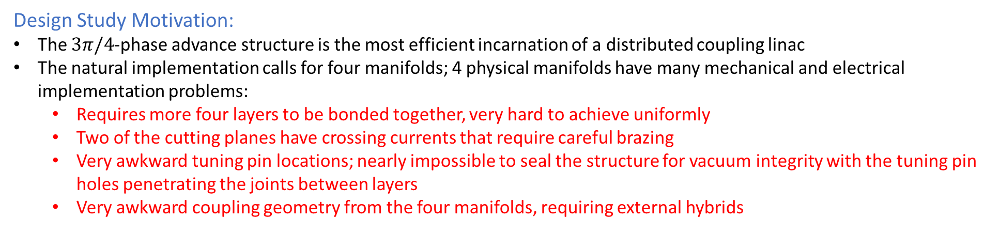 Design Study Motivation:
• The 3π/4-phase advance structure is the most efficient incarnation of a distributed coupling linac
• The natural implementation calls for four manifolds; 4 physical manifolds have many mechanical and electrical
implementation problems:
• Requires more four layers to be bonded together, very hard to achieve uniformly
• Two of the cutting planes have crossing currents that require careful brazing
• Very awkward tuning pin locations; nearly impossible to seal the structure for vacuum integrity with the tuning pin
holes penetrating the joints between layers
• Very awkward coupling geometry from the four manifolds, requiring external hybrids